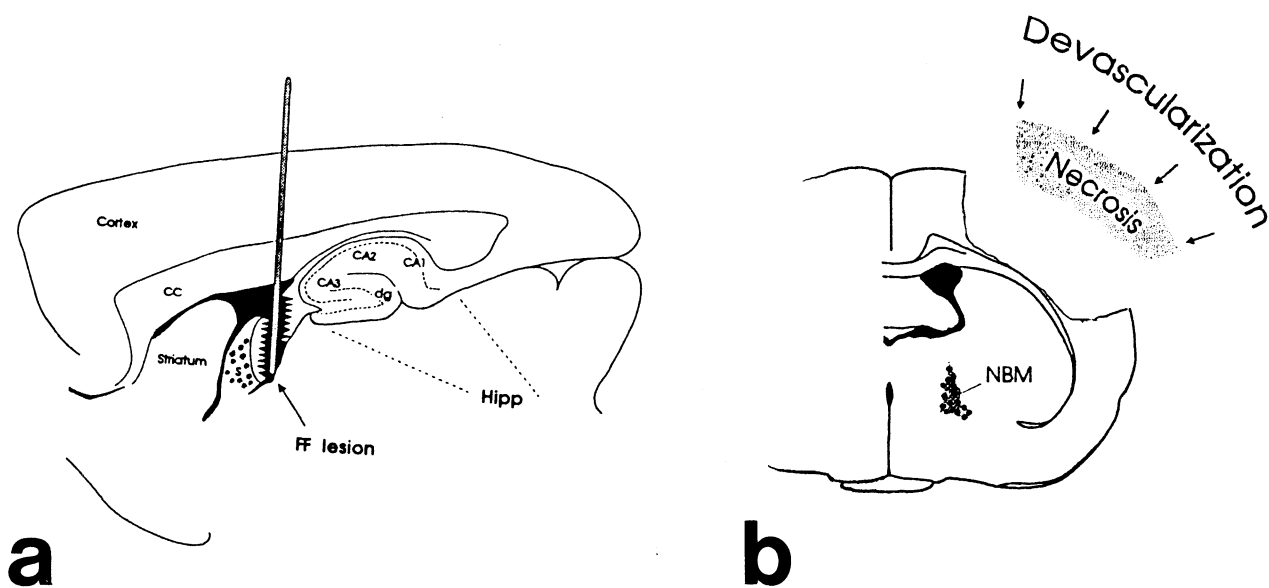 Cortex
CC
CA2
CA1
CA3
dg
Striatum
S
Hipp
FF lesion
a
Devascularization
Necrosis
NBM
b